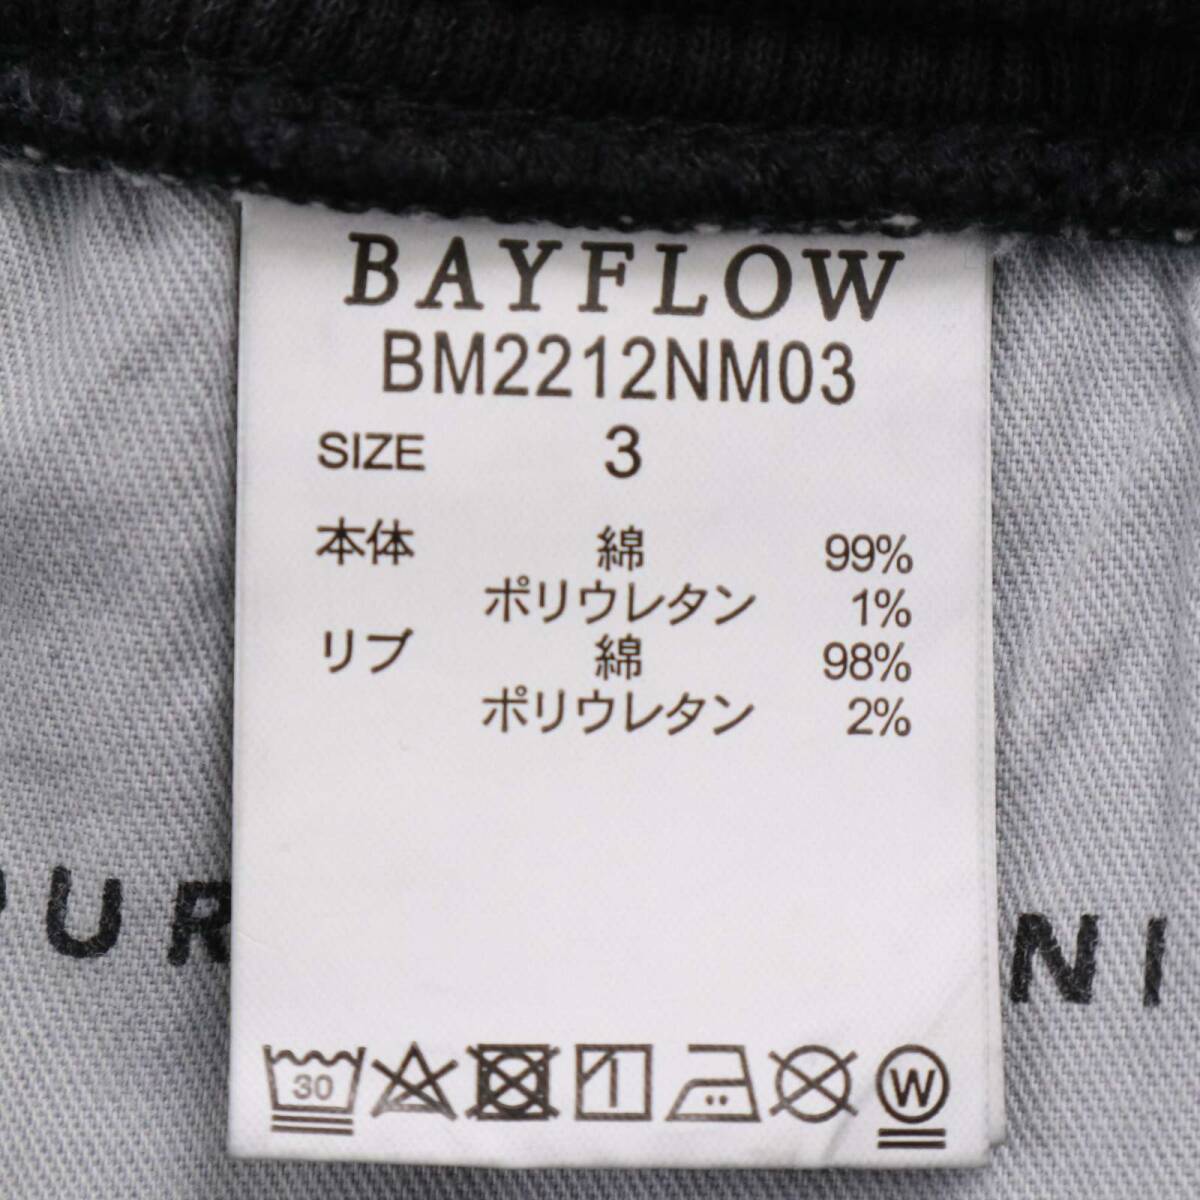 BAYFLOW
BM2212NM03
SIZE 3
本体 綿 99%
ポリウレタン 1%
リブ 綿 98%
ポリウレタン 2%
30
W